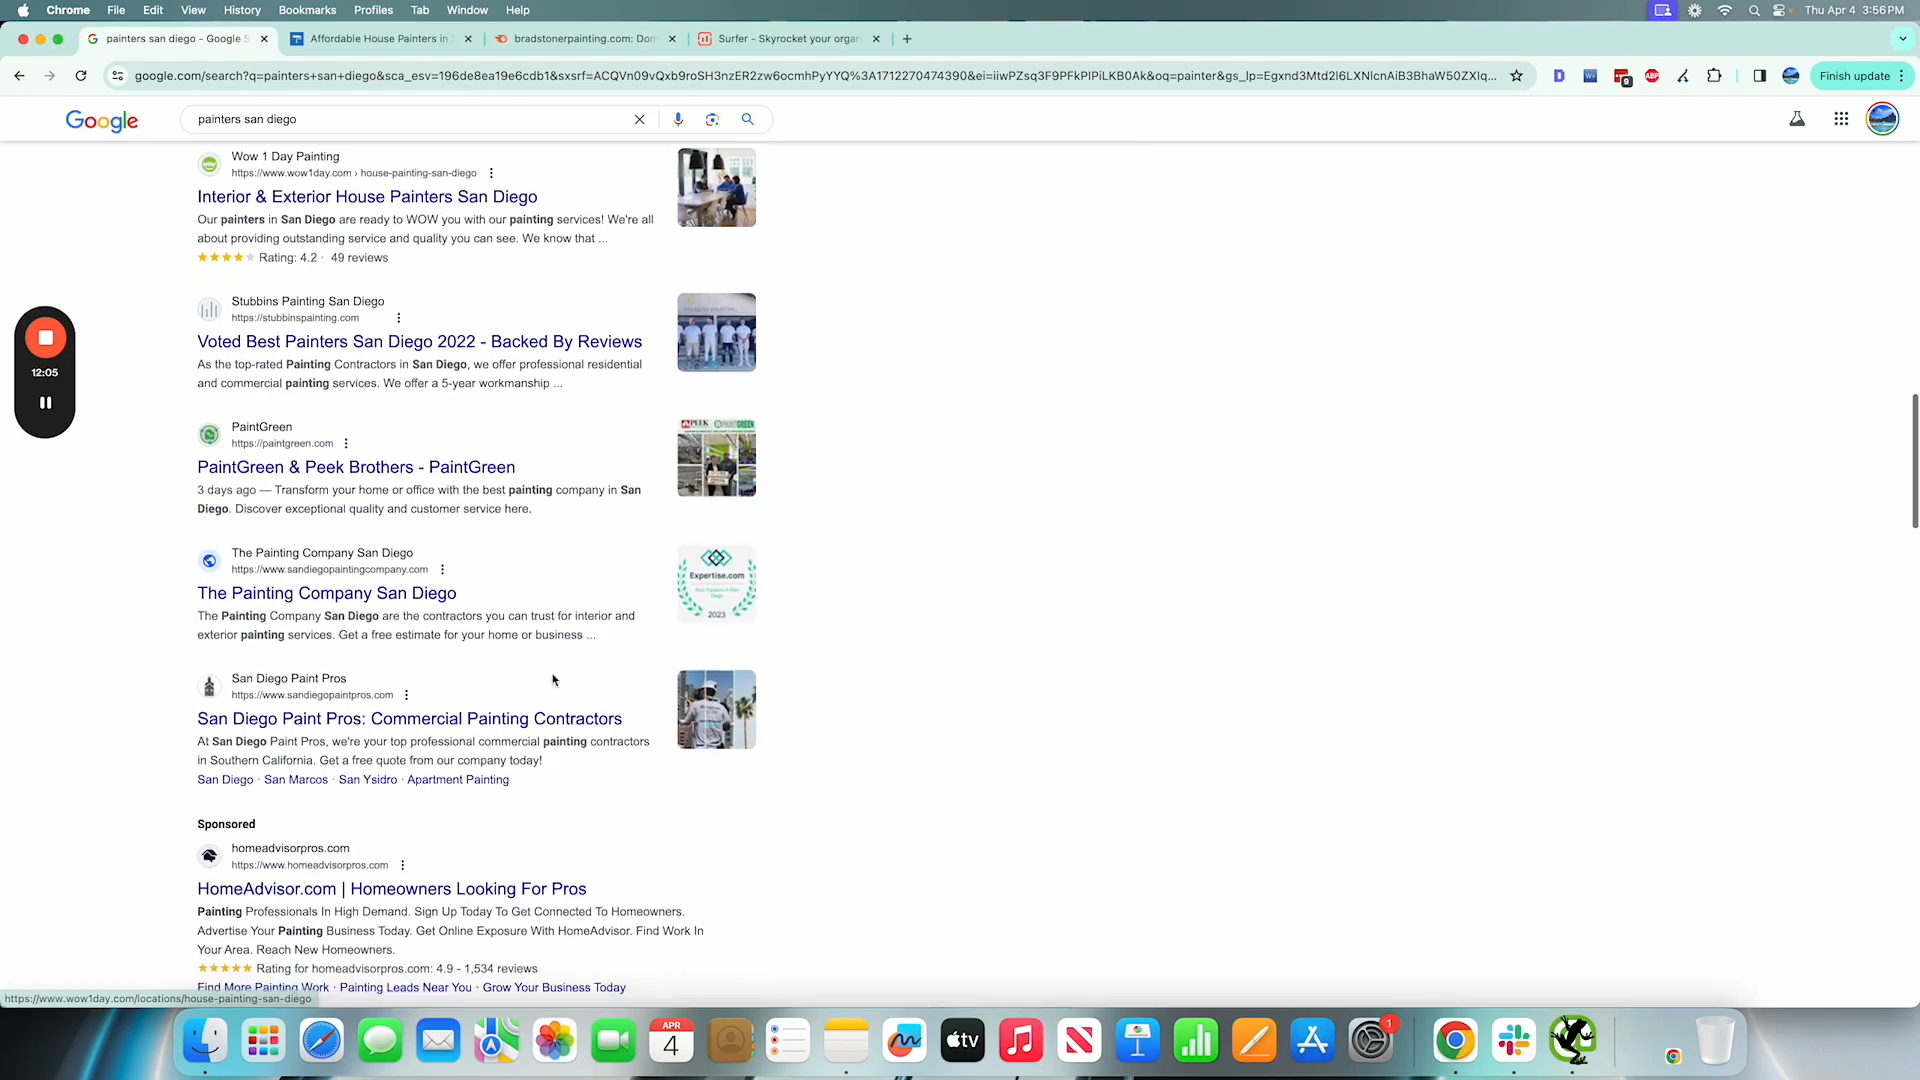 Chrome File Edit View History Bookmarks Profiles Tab Window Help Thu Apr 4 3:56 PM
painters san diego - Google S Affordable House Painters in bradstonerpainting.com: Dom Surfer - Skyrocket your organ
google.com/search?q=painters+san+diego&sca_esv=196de8ea19e6cdb1&sxsrf=ACQVn09vQxb9roSH3nzER2zw6ocmhPyYYQ%3A1712270474390&ei=iiwPZsq3F9PFkPIPiLKB0Ak&oq=painter&gs_lp=Egxnd3Mtd2l6LXNlcnAiB3BhaW50ZXIq... 9 ABP Finish update
Google painters san diego
Wow 1 Day Painting
https://www.wow1day.com › house-painting-san-diego
Interior & Exterior House Painters San Diego
Our painters in San Diego are ready to WOW you with our painting services! We're all
about providing outstanding service and quality you can see. We know that ...
Rating: 4.2 · 49 reviews
Stubbins Painting San Diego
https://stubbinspainting.com
Voted Best Painters San Diego 2022 - Backed By Reviews
As the top-rated Painting Contractors in San Diego, we offer professional residential
and commercial painting services. We offer a 5-year workmanship ...
12:05
PaintGreen
https://paintgreen.com
PaintGreen & Peek Brothers - PaintGreen
3 days ago — Transform your home or office with the best painting company in San
Diego. Discover exceptional quality and customer service here.
PEEK PAINTGREEN
The Painting Company San Diego
https://www.sandiegopaintingcompany.com
The Painting Company San Diego
The Painting Company San Diego are the contractors you can trust for interior and
exterior painting services. Get a free estimate for your home or business ...
Expertise.com
2023
San Diego Paint Pros
https://www.sandiegopaintpros.com
San Diego Paint Pros: Commercial Painting Contractors
At San Diego Paint Pros, we're your top professional commercial painting contractors
in Southern California. Get a free quote from our company today!
San Diego · San Marcos · San Ysidro · Apartment Painting
Sponsored
homeadvisorpros.com
https://www.homeadvisorpros.com
HomeAdvisor.com | Homeowners Looking For Pros
Painting Professionals In High Demand. Sign Up Today To Get Connected To Homeowners.
Advertise Your Painting Business Today. Get Online Exposure With HomeAdvisor. Find Work In
Your Area. Reach New Homeowners.
Rating for homeadvisorpros.com: 4.9 - 1,534 reviews
Find More Painting Work · Painting Leads Near You · Grow Your Business Today
https://www.wow1day.com/locations/house-painting-san-diego
APR
4
tv
1